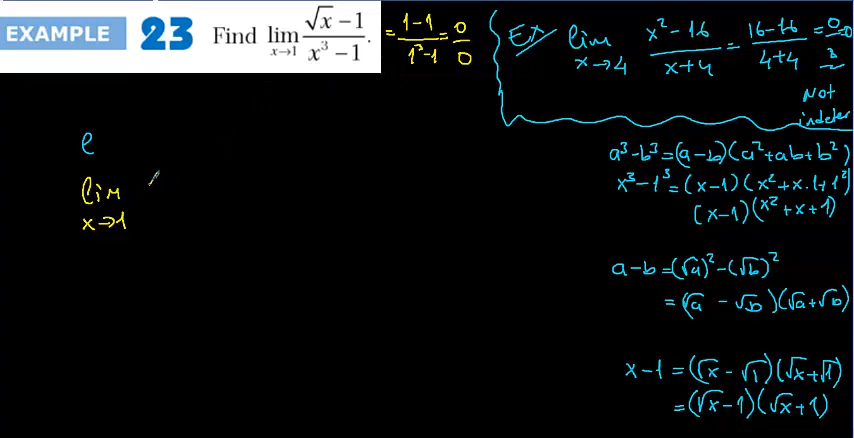 EXAMPLE 23 Find lim x→1 (√x − 1)/(x³ − 1). = (1−1)/(1³−1) = 0/0
Ex/ lim x→4 (x²−16)/(x+4) = (16−16)/(4+4) = 0/8 = 0
Not
indeter
a³−b³=(a−b)(a²+ab+b²)
x³−1³=(x−1)(x²+x.1+1²)
(x−1)(x²+x+1)
l
lim
x→1
a−b=(√a)²−(√b)²
=(√a −√b)(√a+√b)
x−1=(√x−√1)(√x+√1)
=(√x−1)(√x+1)